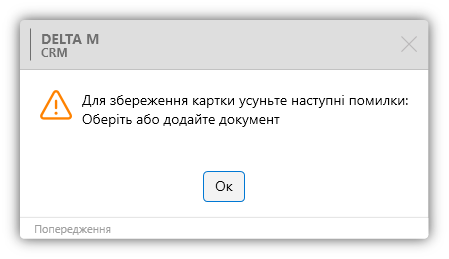 DELTA M
CRM
Для збереження картки усуньте наступні помилки:
Оберіть або додайте документ
Ок
Попередження